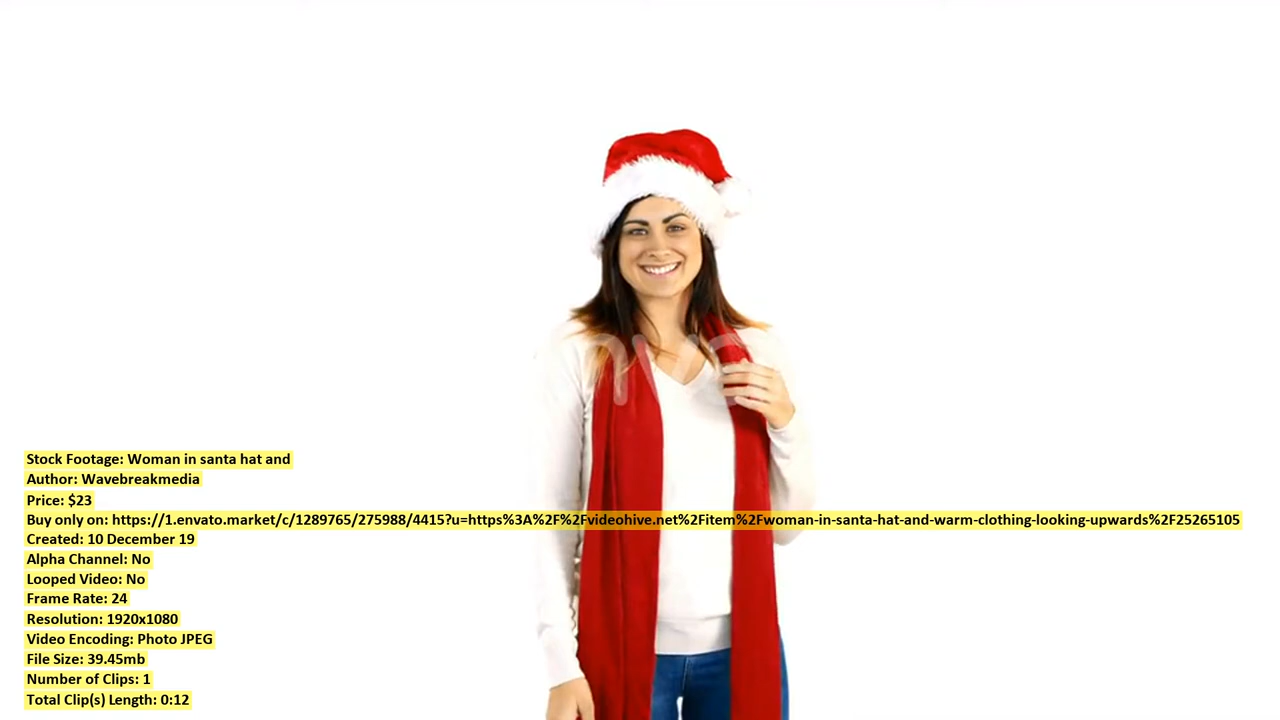 nva
Stock Footage: Woman in santa hat and
Author: Wavebreakmedia
Price: $23
Buy only on: https://1.envato.market/c/1289765/275988/4415?u=https%3A%2F%2Fvideohive.net%2Fitem%2Fwoman-in-santa-hat-and-warm-clothing-looking-upwards%2F25265105
Created: 10 December 19
Alpha Channel: No
Looped Video: No
Frame Rate: 24
Resolution: 1920x1080
Video Encoding: Photo JPEG
File Size: 39.45mb
Number of Clips: 1
Total Clip(s) Length: 0:12